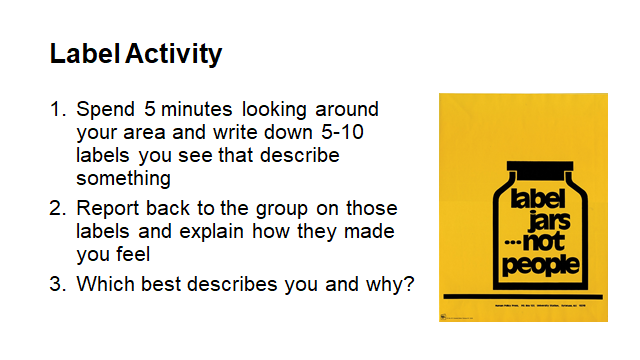 Label Activity
1. Spend 5 minutes looking around
your area and write down 5-10
labels you see that describe
something
2. Report back to the group on those
labels and explain how they made
you feel
3. Which best describes you and why?
label
jars
...not
people